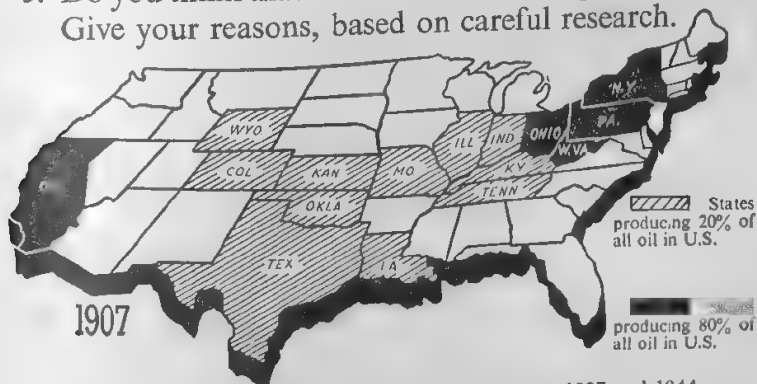 Give your reasons, based on careful research.
WYO
COL
KAN
MO
ILL
IND
OHIO
PA.
N.Y.
W.VA
KY
TENN
OKLA
TEX
LA
1907
States
producing 20% of
all oil in U.S.
producing 80% of
all oil in U.S.
1944